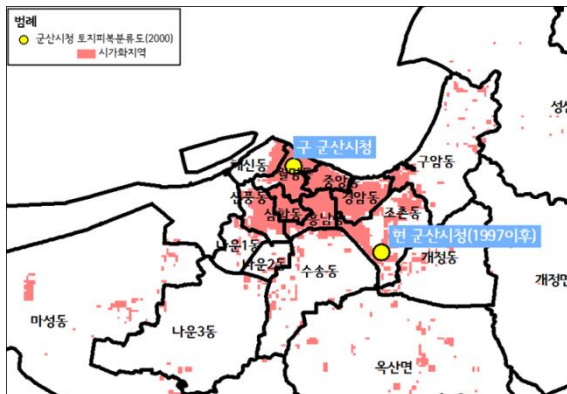 범례
군산시청 토지피복분류도(2000)
시가화지역
성산
구 군산시청
해신동
월명동
구암동
중앙동
신풍동
경암동
삼학동
흥남동
조촌동
현 군산시청(1997이후)
나운1동
나운2동
수송동
개정동
개정면
미성동
나운3동
옥산면